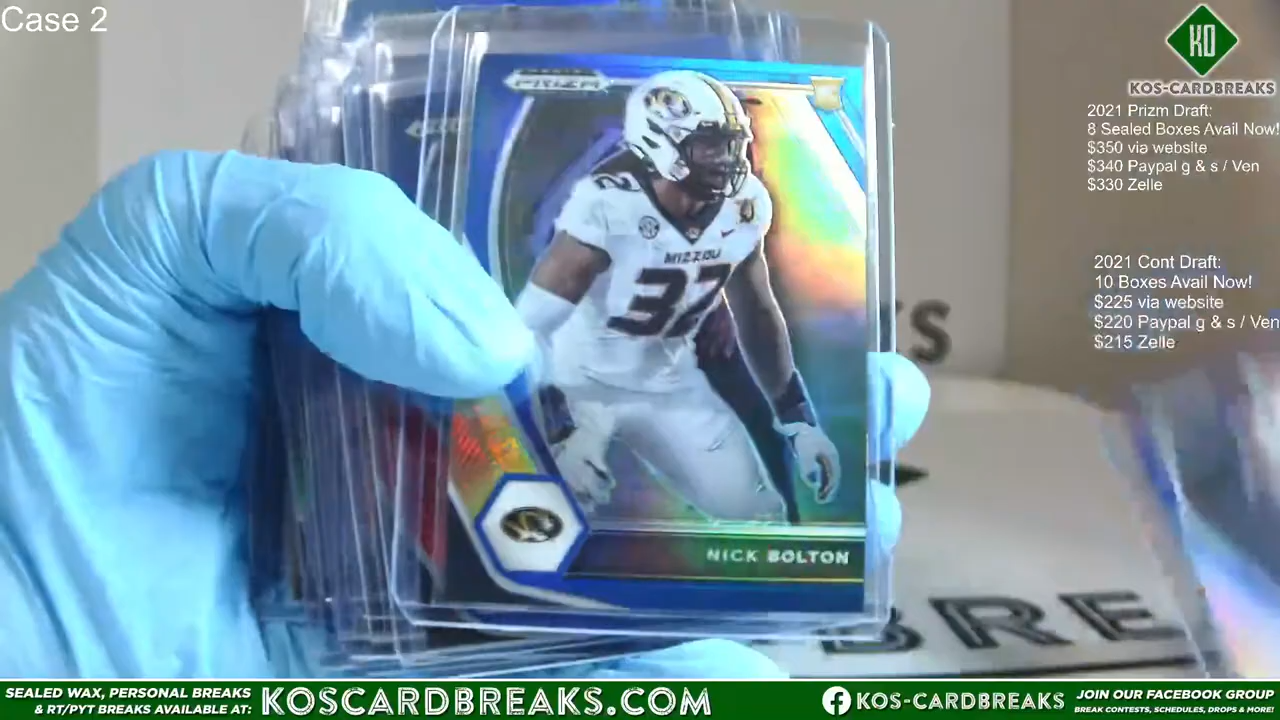 Case 2
KO
KOS-CARDBREAKS
2021 Prizm Draft:
8 Sealed Boxes Avail Now!
$350 via website
$340 Paypal g & s / Ven
$330 Zelle
2021 Cont Draft:
10 Boxes Avail Now!
$225 via website
$220 Paypal g & s / Ven
$215 Zelle
PRIZM
MIZZOU
32
NICK BOLTON
KS
BRE
SEALED WAX, PERSONAL BREAKS
& RT/PYT BREAKS AVAILABLE AT:
KOSCARDBREAKS.COM
KOS-CARDBREAKS
JOIN OUR FACEBOOK GROUP
BREAK CONTESTS, SCHEDULES, DROPS & MORE!